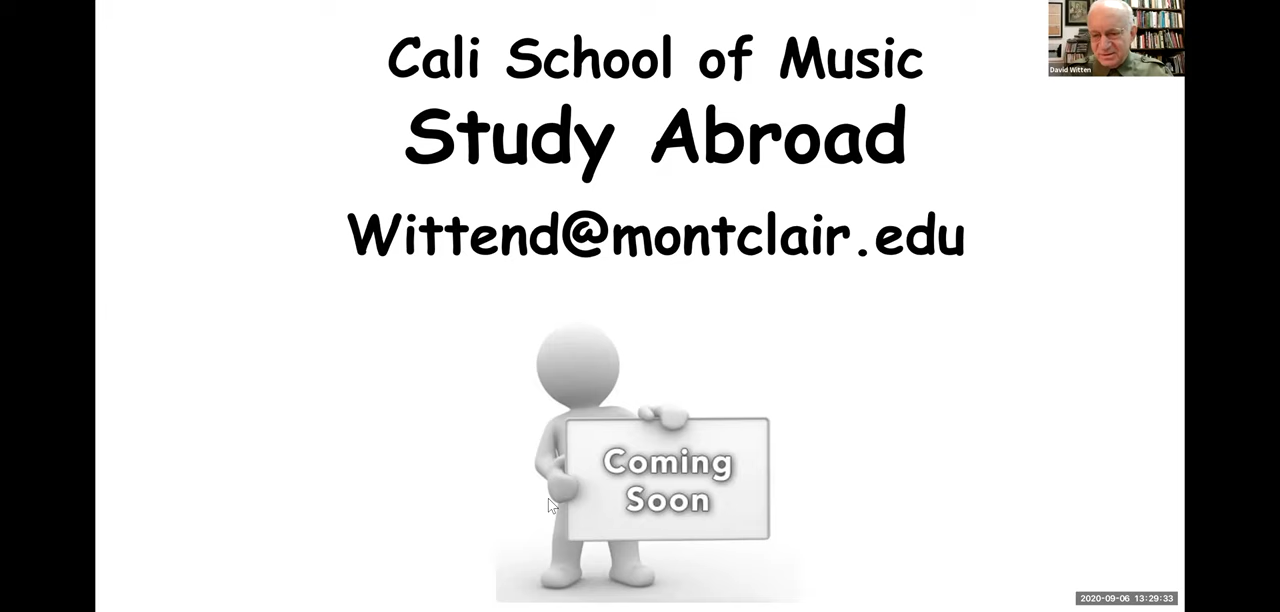 Cali School of Music
Study Abroad
Wittend@montclair.edu
David Witten
Coming
Soon
2020-09-06 13:29:33